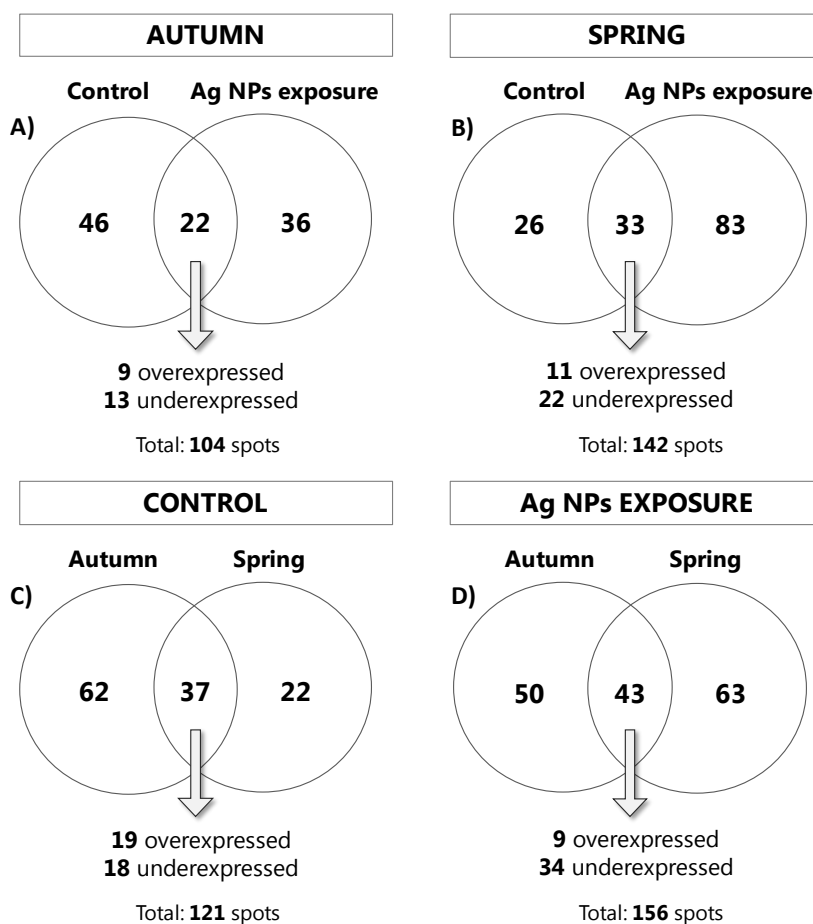 AUTUMN
Control Ag NPs exposure
A)
46 22 36
9 overexpressed
13 underexpressed
Total: 104 spots
SPRING
Control Ag NPs exposure
B)
26 33 83
11 overexpressed
22 underexpressed
Total: 142 spots
CONTROL
Autumn Spring
C)
62 37 22
19 overexpressed
18 underexpressed
Total: 121 spots
Ag NPs EXPOSURE
Autumn Spring
D)
50 43 63
9 overexpressed
34 underexpressed
Total: 156 spots